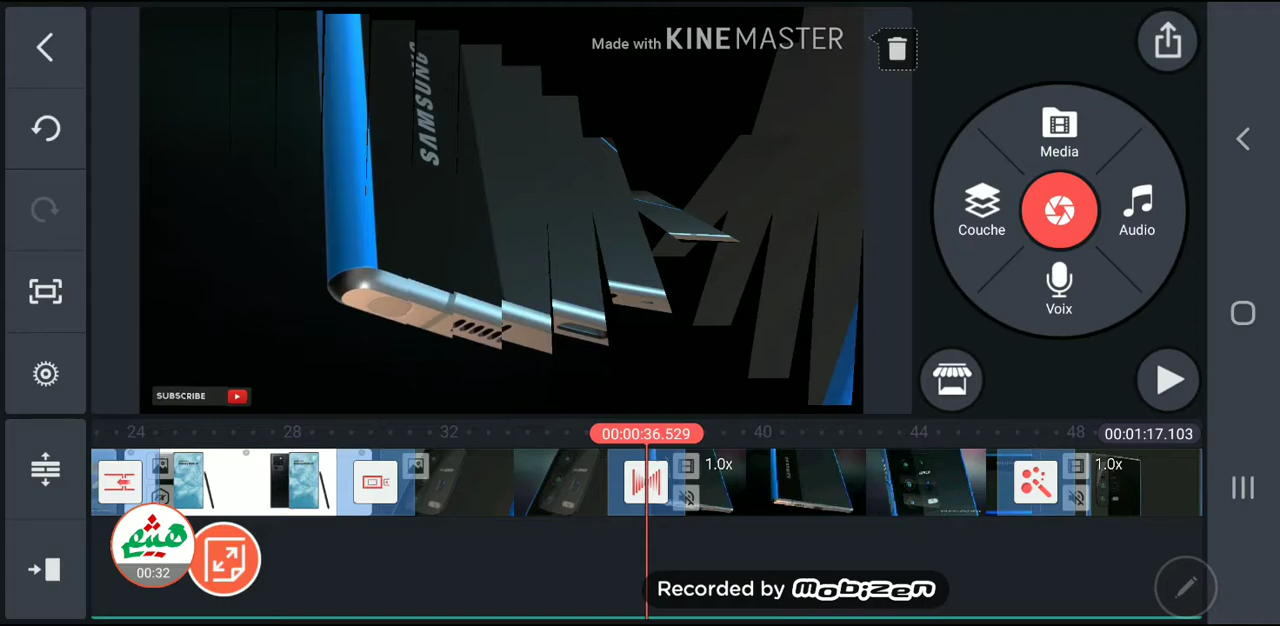 Made with KINEMASTER
SAMSUNG
SUBSCRIBE
Media
Couche
Audio
Voix
24
28
32
00:00:36.529
40
44
48
00:01:17.103
1.0x
1.0x
هيثم
00:32
Recorded by mobizen